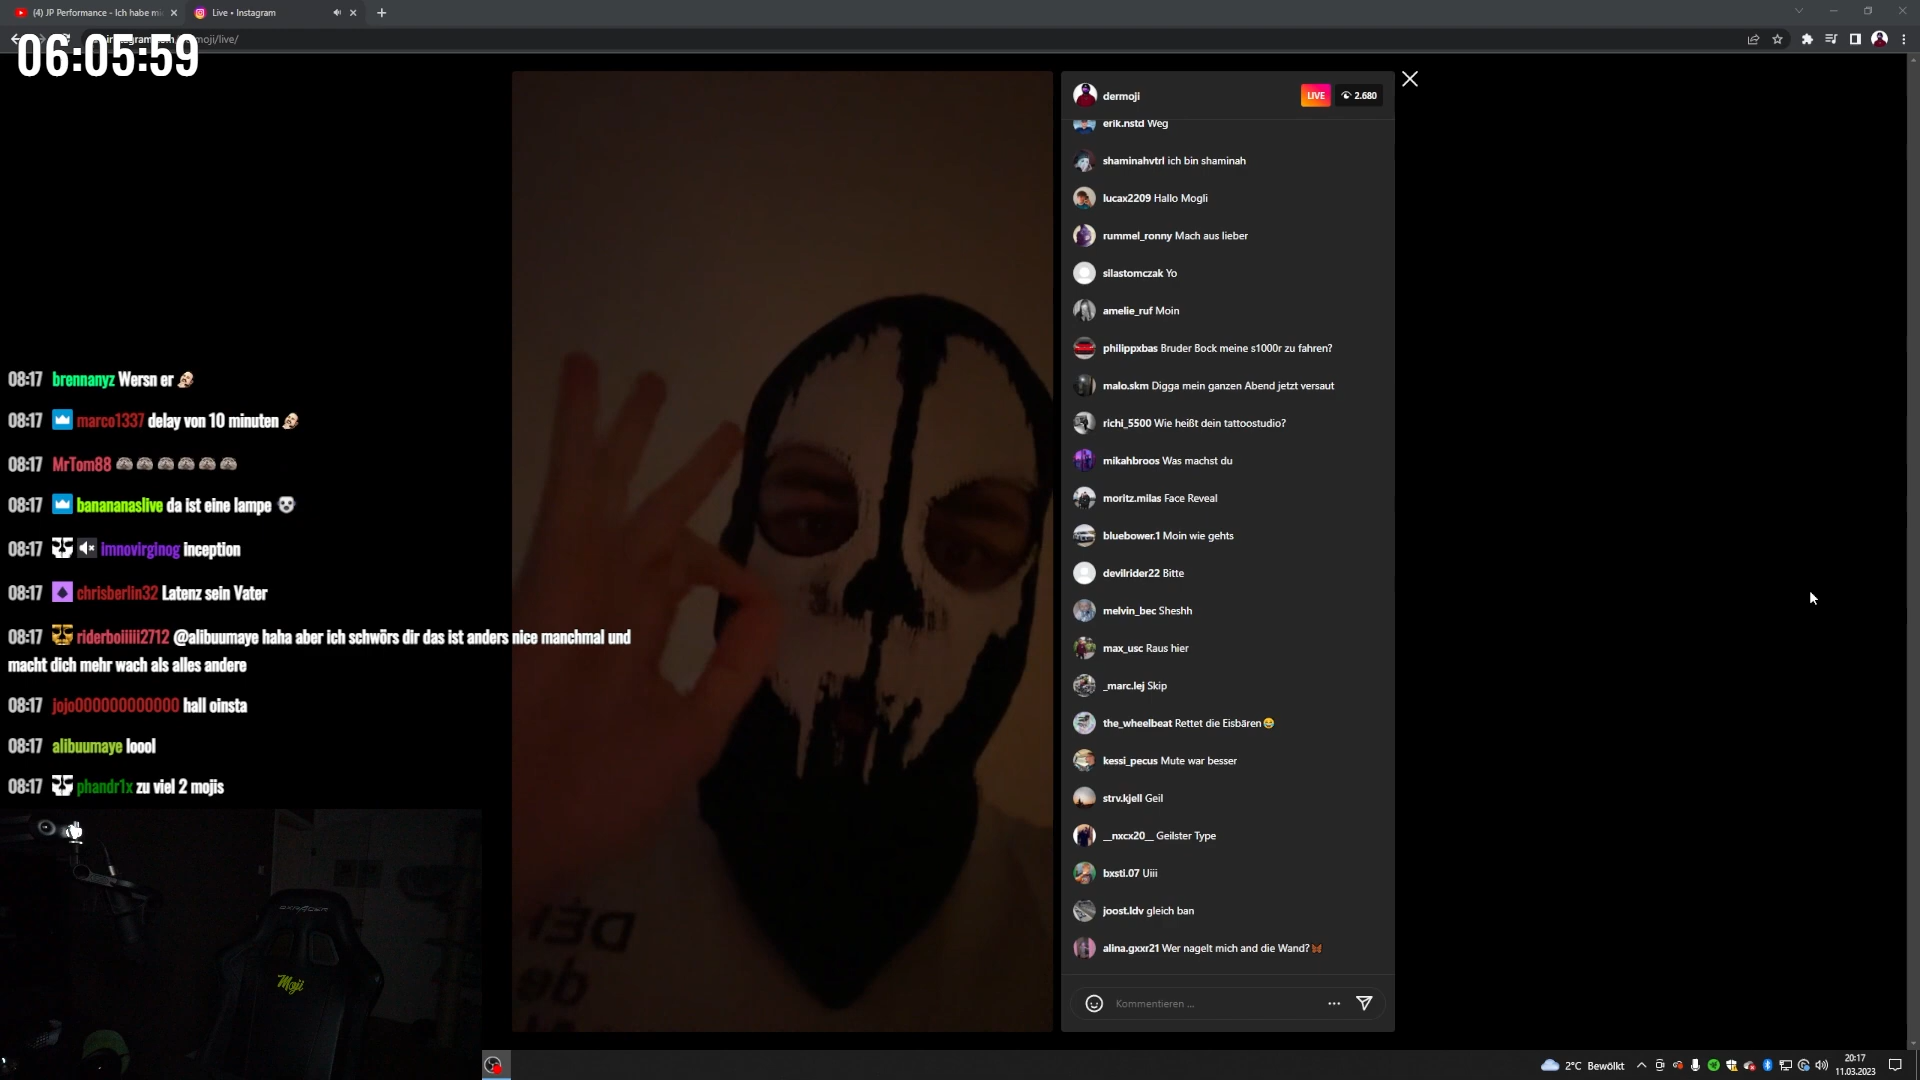 (4) JP Performance - Ich habe mi
Live • Instagram
moji/live/
06:05:59
08:17 brennanyz Wersn er
08:17 marco1337 delay von 10 minuten
08:17 MrTom88
08:17 banananaslive da ist eine lampe
08:17 imnovirginog inception
08:17 chrisberlin32 Latenz sein Vater
08:17 riderboiiiiii2712 @alibuumaye haha aber ich schwörs dir das ist anders nice manchmal und
macht dich mehr wach als alles andere
08:17 jojo000000000000 hall oinsta
08:17 alibuumaye loool
08:17 phandr1x zu viel 2 mojis
Moji
DEI
de
dermoji
LIVE
2.680
erik.nstd Weg
shaminahvtrl ich bin shaminah
lucax2209 Hallo Mogli
rummel_ronny Mach aus lieber
silastomczak Yo
amelie_ruf Moin
philippxbas Bruder Bock meine s1000r zu fahren?
malo.skm Digga mein ganzen Abend jetzt versaut
richi_5500 Wie heißt dein tattoostudio?
mikahbroos Was machst du
moritz.milas Face Reveal
bluebower.1 Moin wie gehts
devilrider22 Bitte
melvin_bec Sheshh
max_usc Raus hier
_marc.lej Skip
the_wheelbeat Rettet die Eisbären😂
kessi_pecus Mute war besser
strv.kjell Geil
__nxcx20__ Geilster Type
bxstl.07 Uiii
joost.ldv gleich ban
alina.gxxr21 Wer nagelt mich and die Wand?
Kommentieren ...
2°C Bewölkt
20:17
11.03.2023